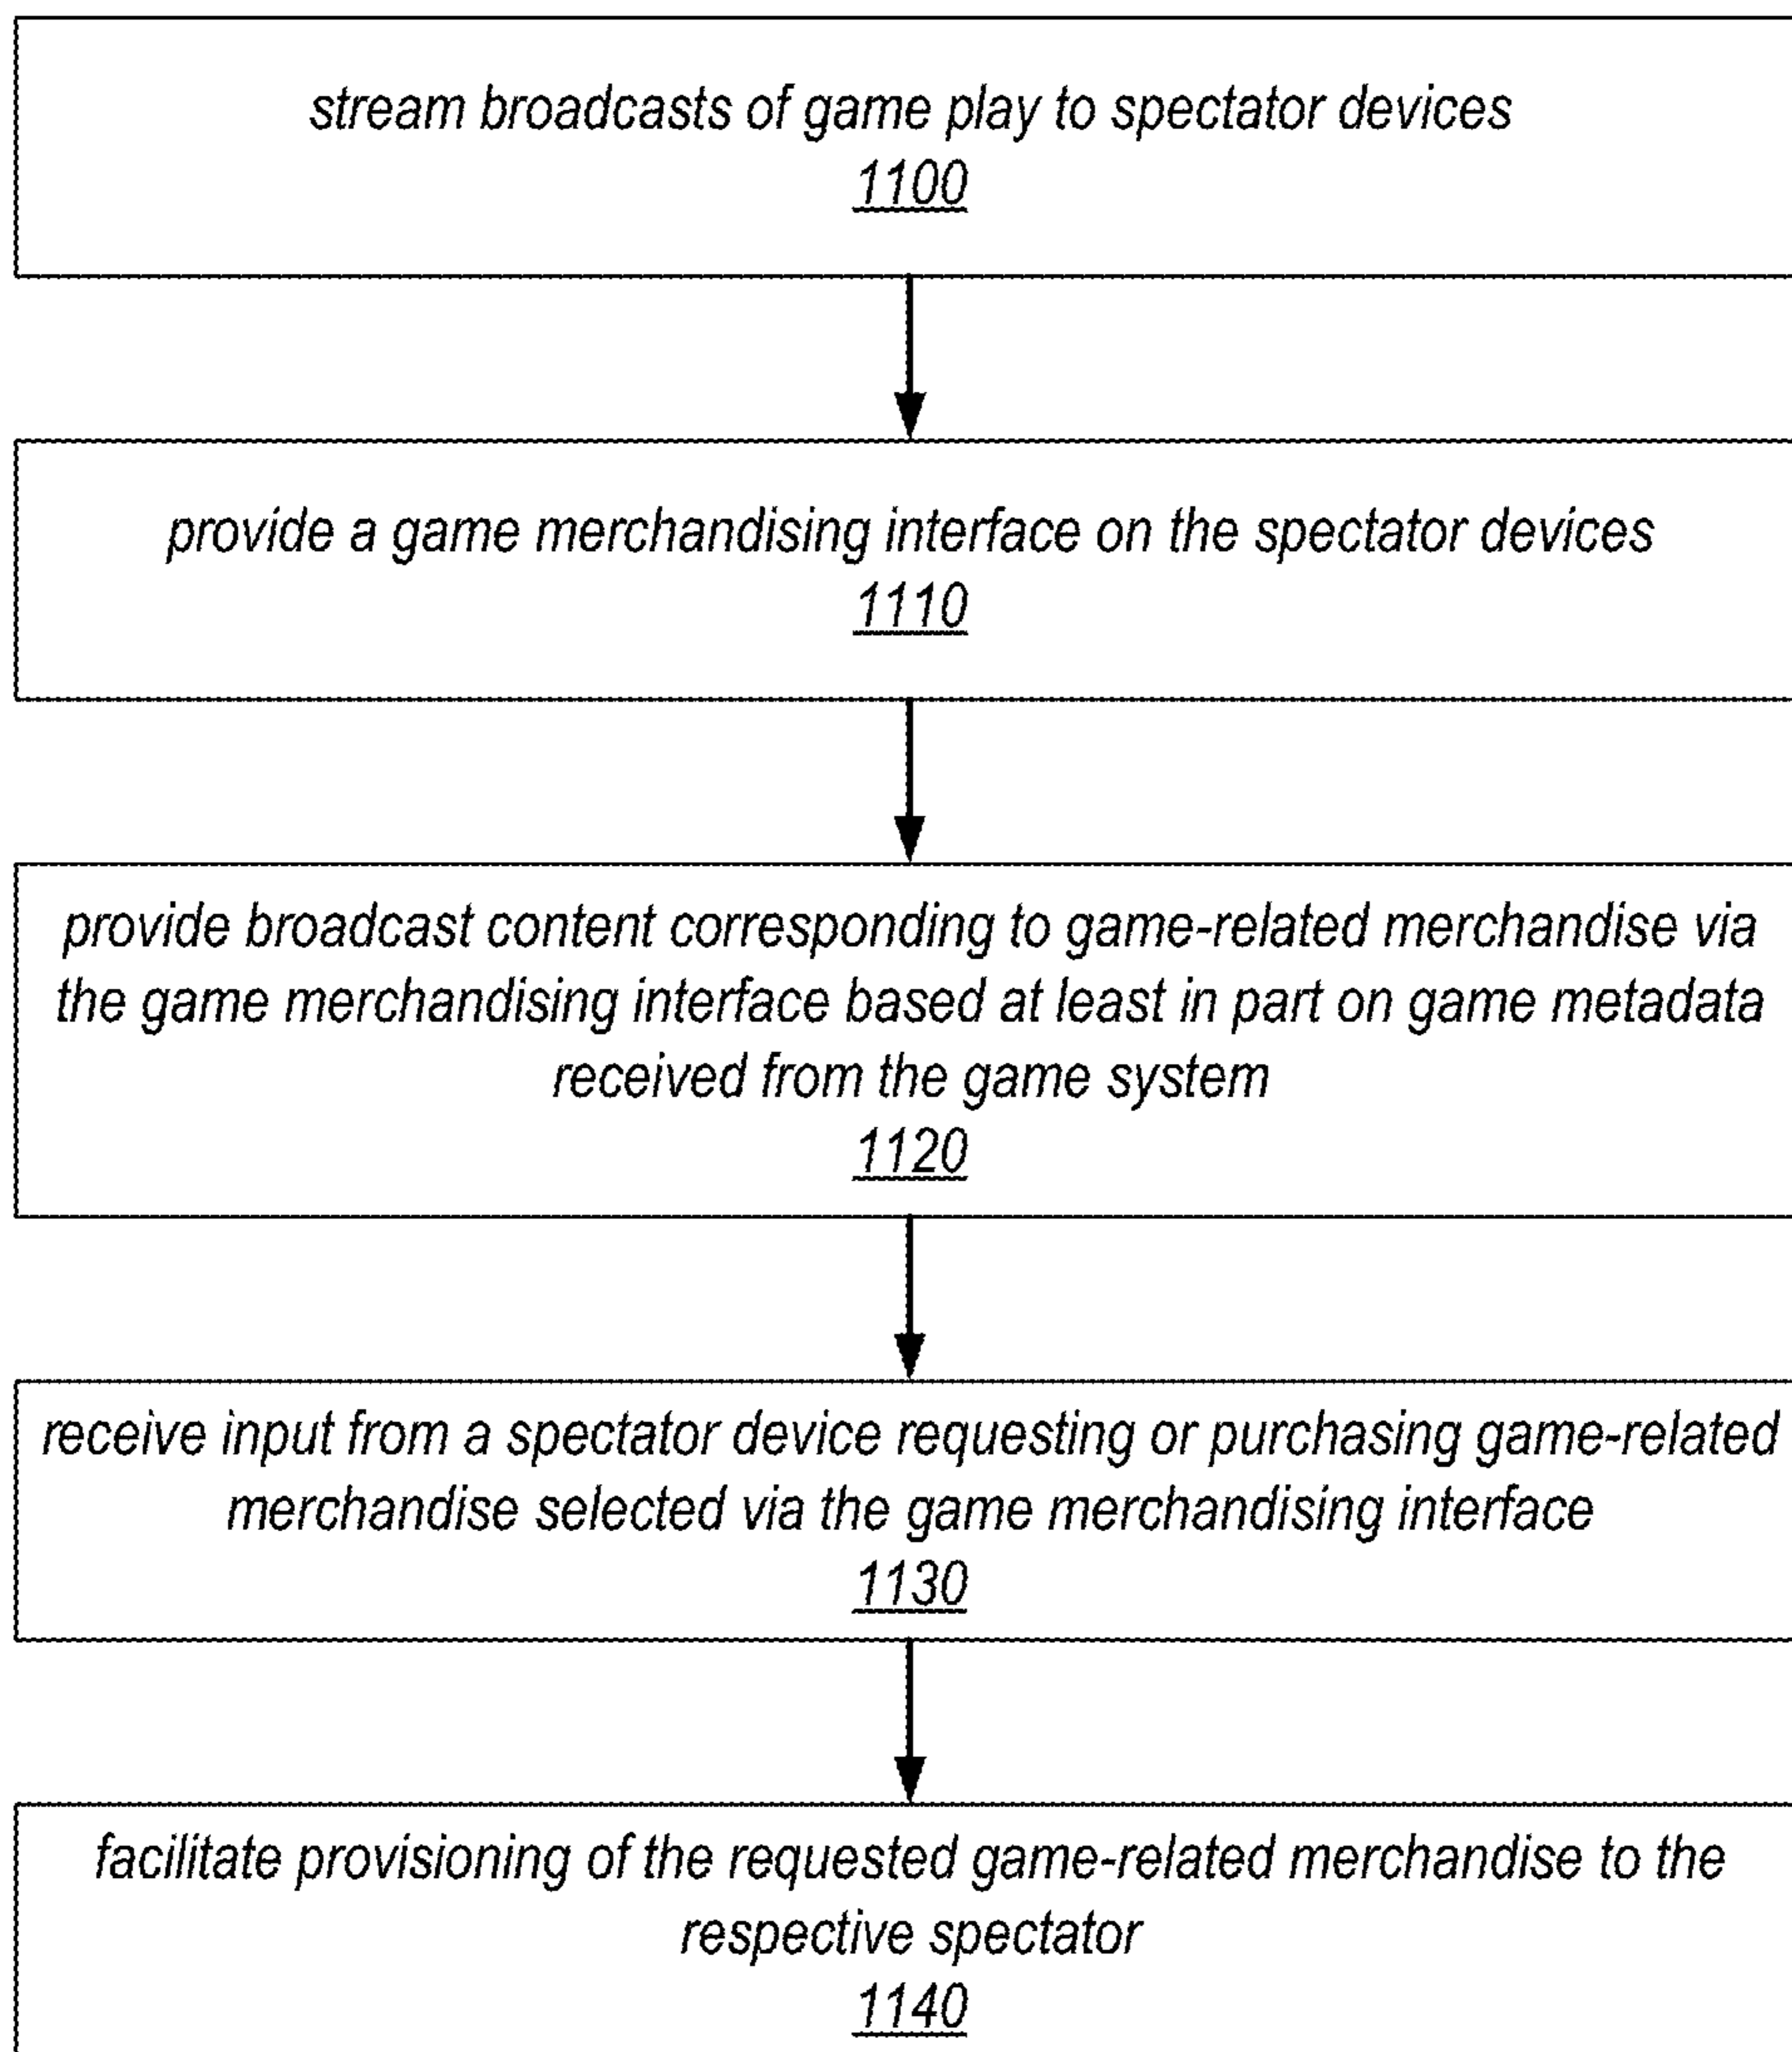 stream broadcasts of game play to spectator devices
1100
provide a game merchandising interface on the spectator devices
1110
provide broadcast content corresponding to game-related merchandise via
the game merchandising interface based at least in part on game metadata
received from the game system
1120
receive input from a spectator device requesting or purchasing game-related
merchandise selected via the game merchandising interface
1130
facilitate provisioning of the requested game-related merchandise to the
respective spectator
1140